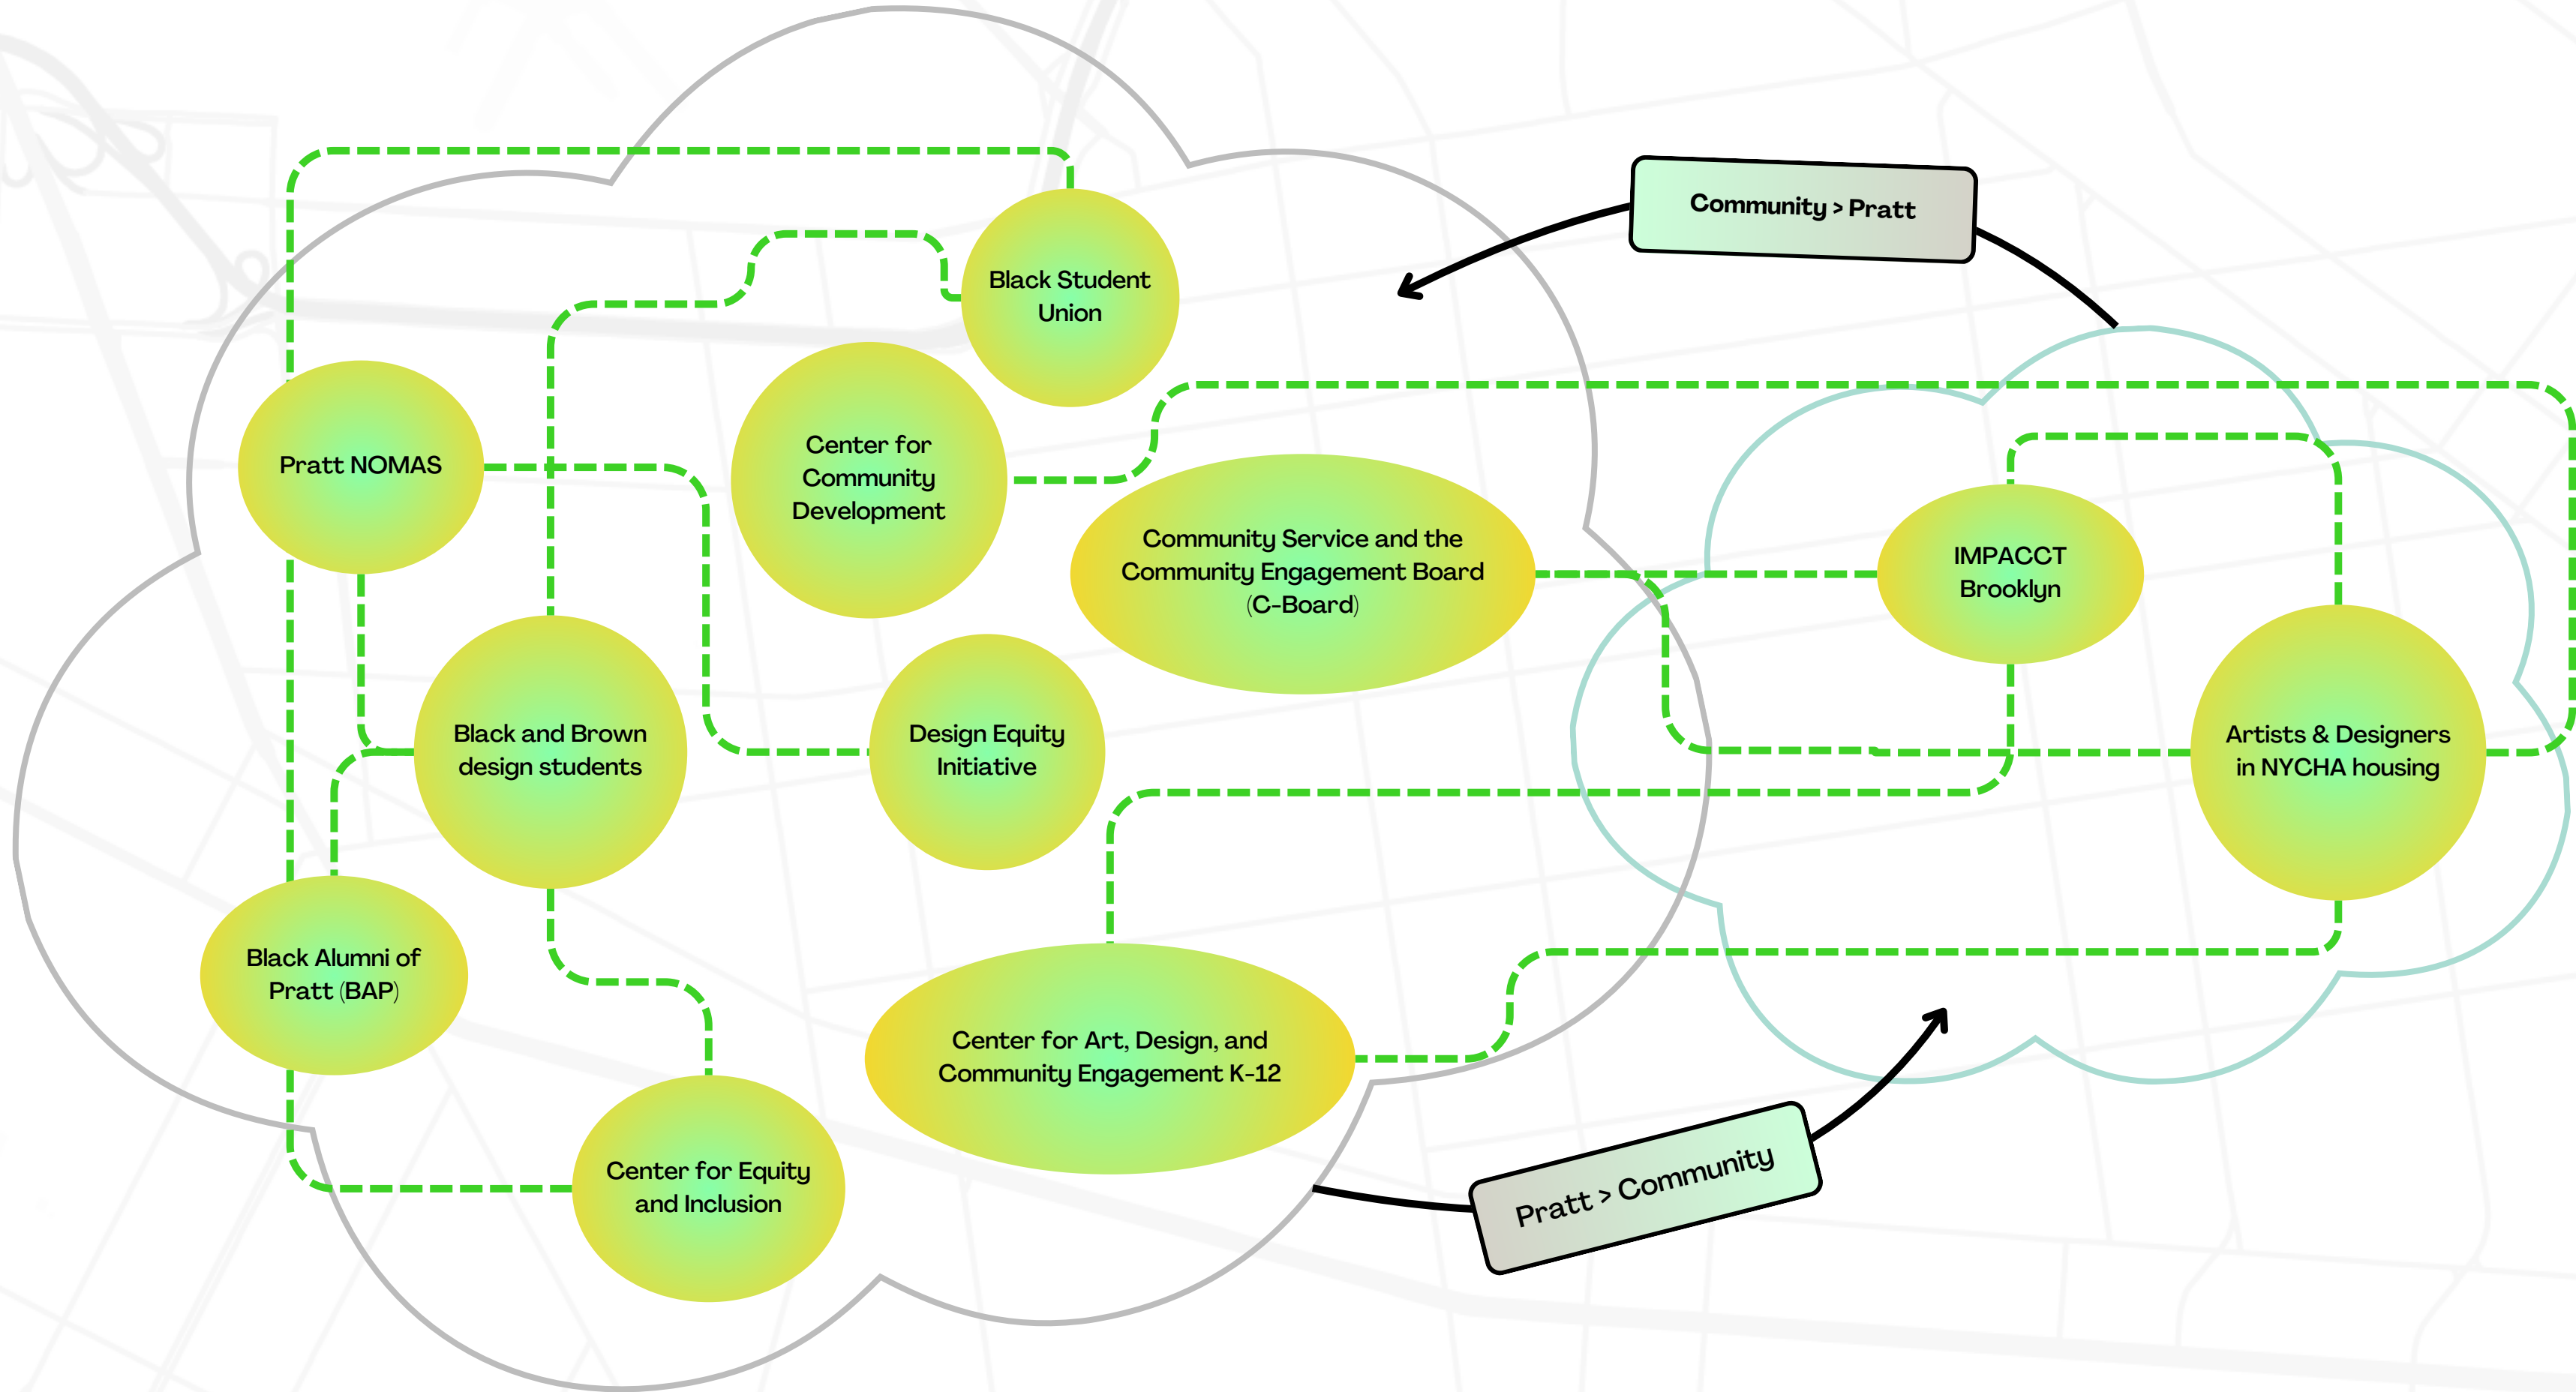 Community > Pratt
Black Student
Union
Pratt NOMAS
Center for
Community
Development
Community Service and the
Community Engagement Board
(C-Board)
IMPACCT
Brooklyn
Black and Brown
design students
Design Equity
Initiative
Artists & Designers
in NYCHA housing
Black Alumni of
Pratt (BAP)
Center for Art, Design, and
Community Engagement K-12
Center for Equity
and Inclusion
Pratt > Community